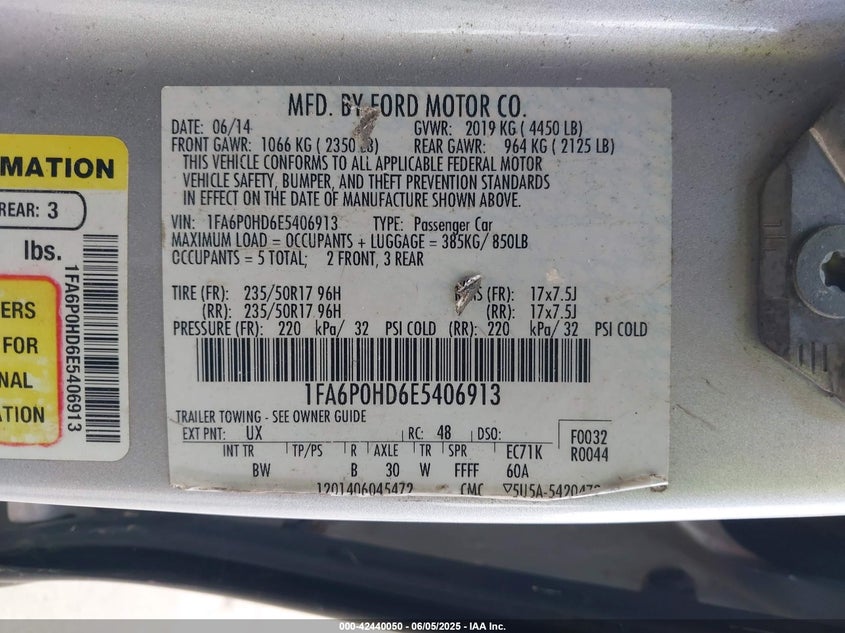 MFD. BY FORD MOTOR CO.
DATE: 06/14 GVWR: 2019 KG ( 4450 LB)
FRONT GAWR: 1066 KG ( 2350 LB) REAR GAWR: 964 KG ( 2125 LB)
THIS VEHICLE CONFORMS TO ALL APPLICABLE FEDERAL MOTOR
VEHICLE SAFETY, BUMPER, AND THEFT PREVENTION STANDARDS
IN EFFECT ON THE DATE OF MANUFACTURE SHOWN ABOVE.
VIN: 1FA6P0HD6E5406913 TYPE: Passenger Car
MAXIMUM LOAD = OCCUPANTS + LUGGAGE = 385KG/ 850LB
OCCUPANTS = 5 TOTAL; 2 FRONT, 3 REAR
TIRE (FR): 235/50R17 96H (FR): 17x7.5J
(RR): 235/50R17 96H (RR): 17x7.5J
PRESSURE (FR): 220 kPa/ 32 PSI COLD (RR): 220 kPa/ 32 PSI COLD
1FA6P0HD6E5406913
TRAILER TOWING - SEE OWNER GUIDE
EXT PNT: UX RC: 48 DSO: F0032
INT TR TP/PS R AXLE TR SPR EC71K R0044
BW B 30 W FFFF 60A
1201406045472 CMC
MATION
REAR: 3
lbs.
ERS
FOR
NAL
ATION
1FA6P0HD6E5406913
000-42440050 - 06/05/2025 - IAA Inc.